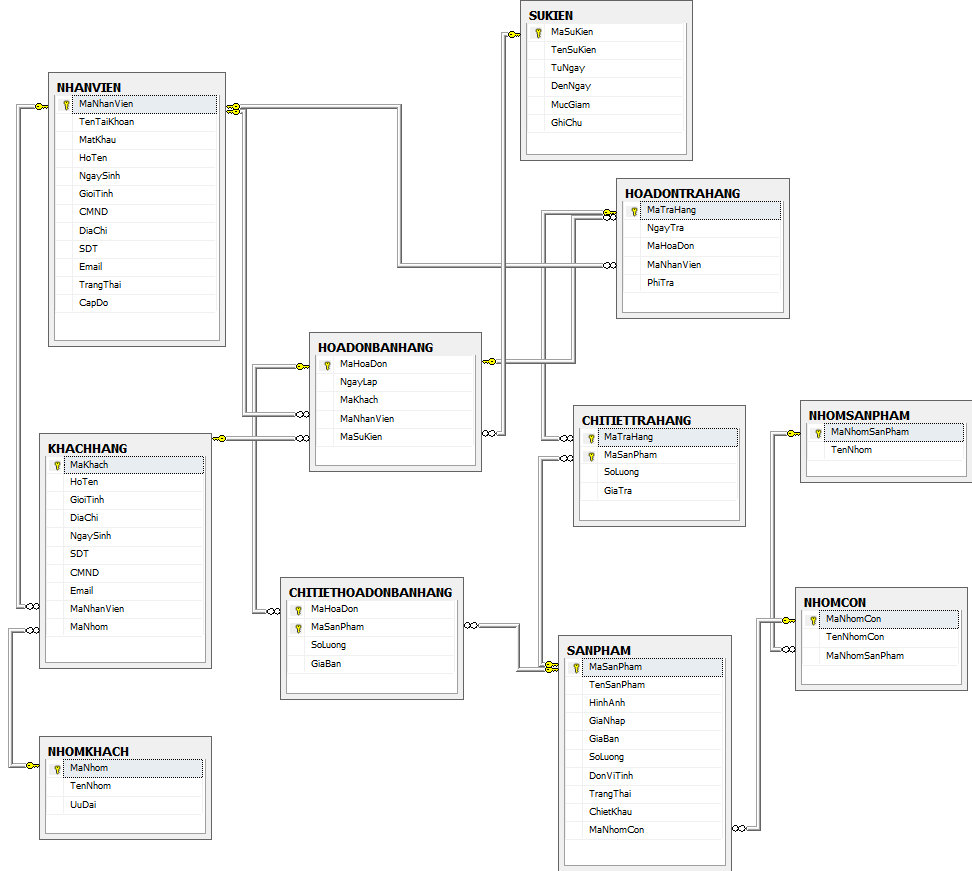 SUKIEN
MaSuKien
TenSuKien
TuNgay
DenNgay
MucGiam
GhiChu
NHANVIEN
MaNhanVien
TenTaiKhoan
MatKhau
HoTen
NgaySinh
GioiTinh
CMND
DiaChi
SDT
Email
TrangThai
CapDo
HOADONTRAHANG
MaTraHang
NgayTra
MaHoaDon
MaNhanVien
PhiTra
HOADONBANHANG
MaHoaDon
NgayLap
MaKhach
MaNhanVien
MaSuKien
KHACHHANG
MaKhach
HoTen
GioiTinh
DiaChi
NgaySinh
SDT
CMND
Email
MaNhanVien
MaNhom
CHITIETTRAHANG
MaTraHang
MaSanPham
SoLuong
GiaTra
NHOMSANPHAM
MaNhomSanPham
TenNhom
CHITIETHOADONBANHANG
MaHoaDon
MaSanPham
SoLuong
GiaBan
NHOMCON
MaNhomCon
TenNhomCon
MaNhomSanPham
SANPHAM
MaSanPham
TenSanPham
HinhAnh
GiaNhap
GiaBan
SoLuong
DonViTinh
TrangThai
ChietKhau
MaNhomCon
NHOMKHACH
MaNhom
TenNhom
UuDai